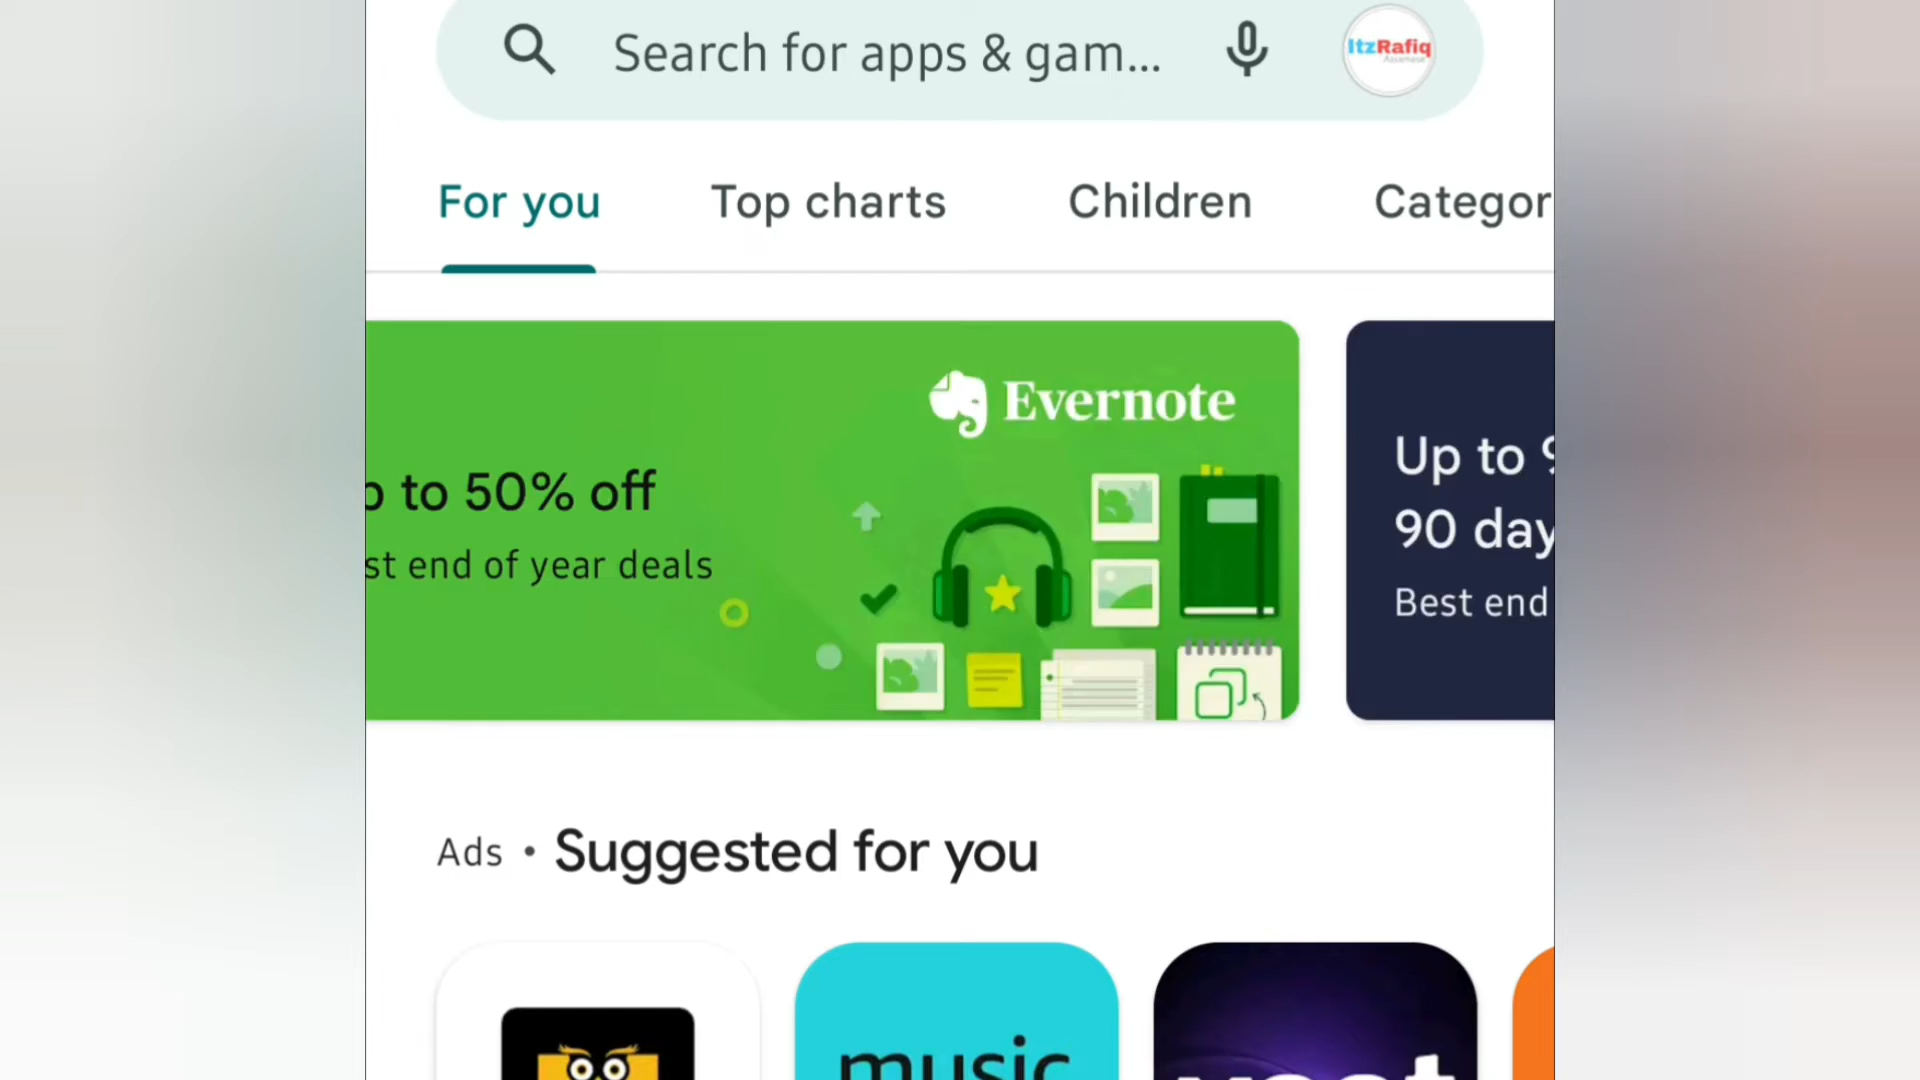 Search for apps & gam...
ItzRafiq
Assamese
For you
Top charts
Children
Categor
Evernote
to 50% off
st end of year deals
Up to
90 day
Best end
Ads • Suggested for you
music